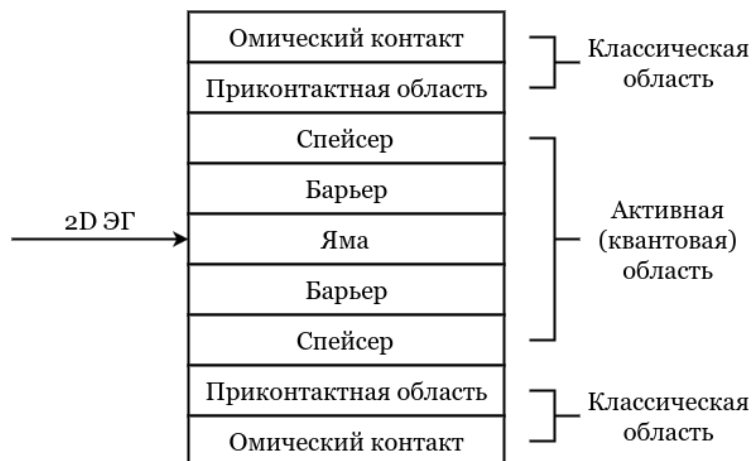 Омический контакт
Приконтактная область
Спейсер
Барьер
Яма
Барьер
Спейсер
Приконтактная область
Омический контакт
2D ЭГ
Классическая
область
Активная
(квантовая)
область
Классическая
область